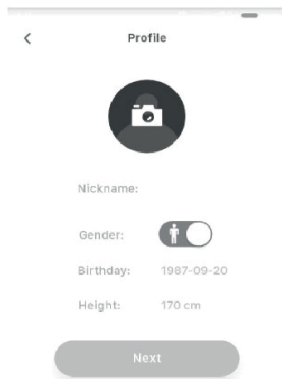 Profile
Nickname:
Gender:
Birthday: 1987-09-20
Height: 170 cm
Next